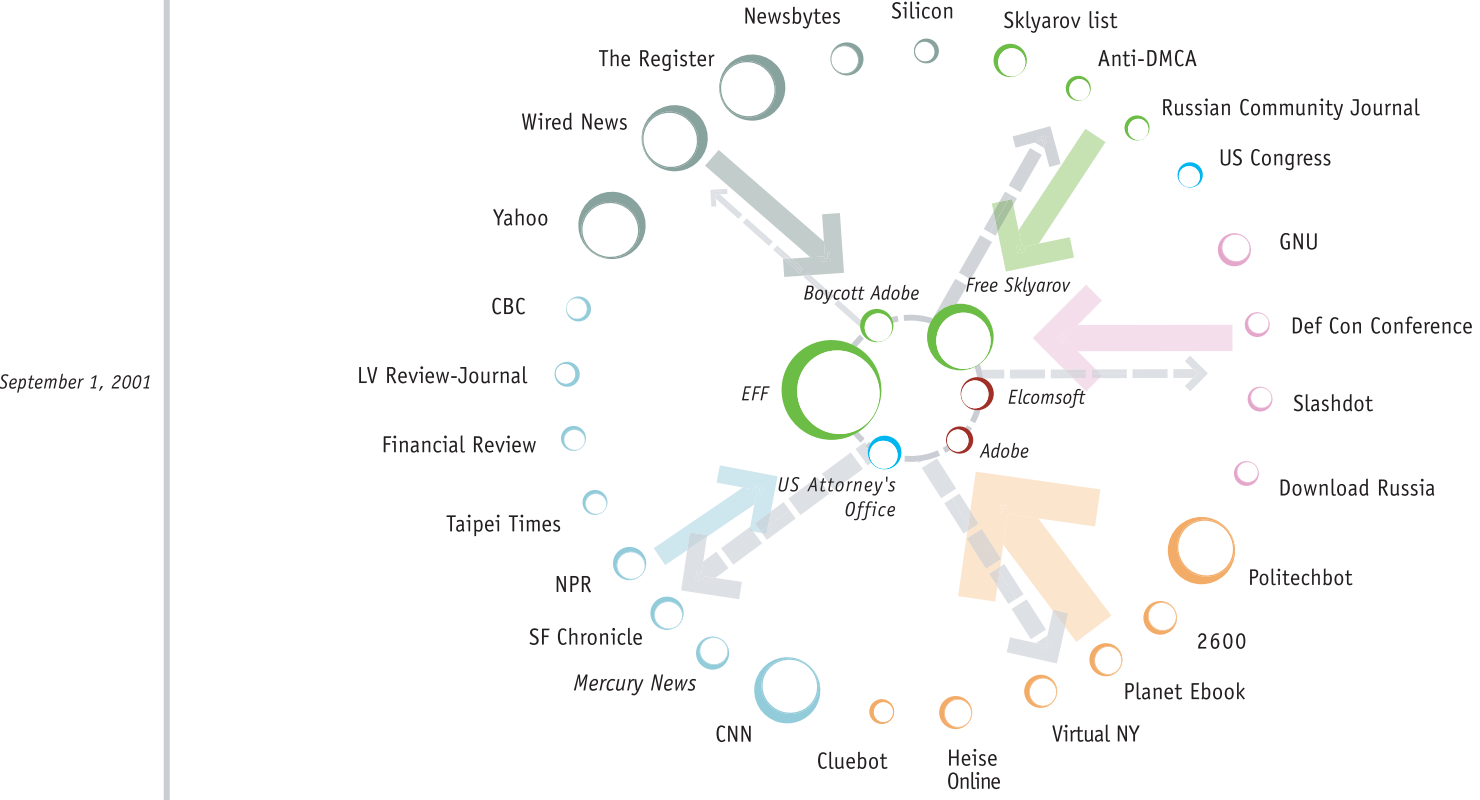 Newsbytes
Silicon
Sklyarov list
The Register
Anti-DMCA
Wired News
Russian Community Journal
US Congress
Yahoo
GNU
CBC
Boycott Adobe
Free Sklyarov
Def Con Conference
LV Review-Journal
September 1, 2001
EFF
Elcomsoft
Slashdot
Financial Review
Adobe
US Attorney's
Office
Download Russia
Taipei Times
NPR
Politechbot
SF Chronicle
2600
Mercury News
Planet Ebook
CNN
Virtual NY
Cluebot
Heise
Online